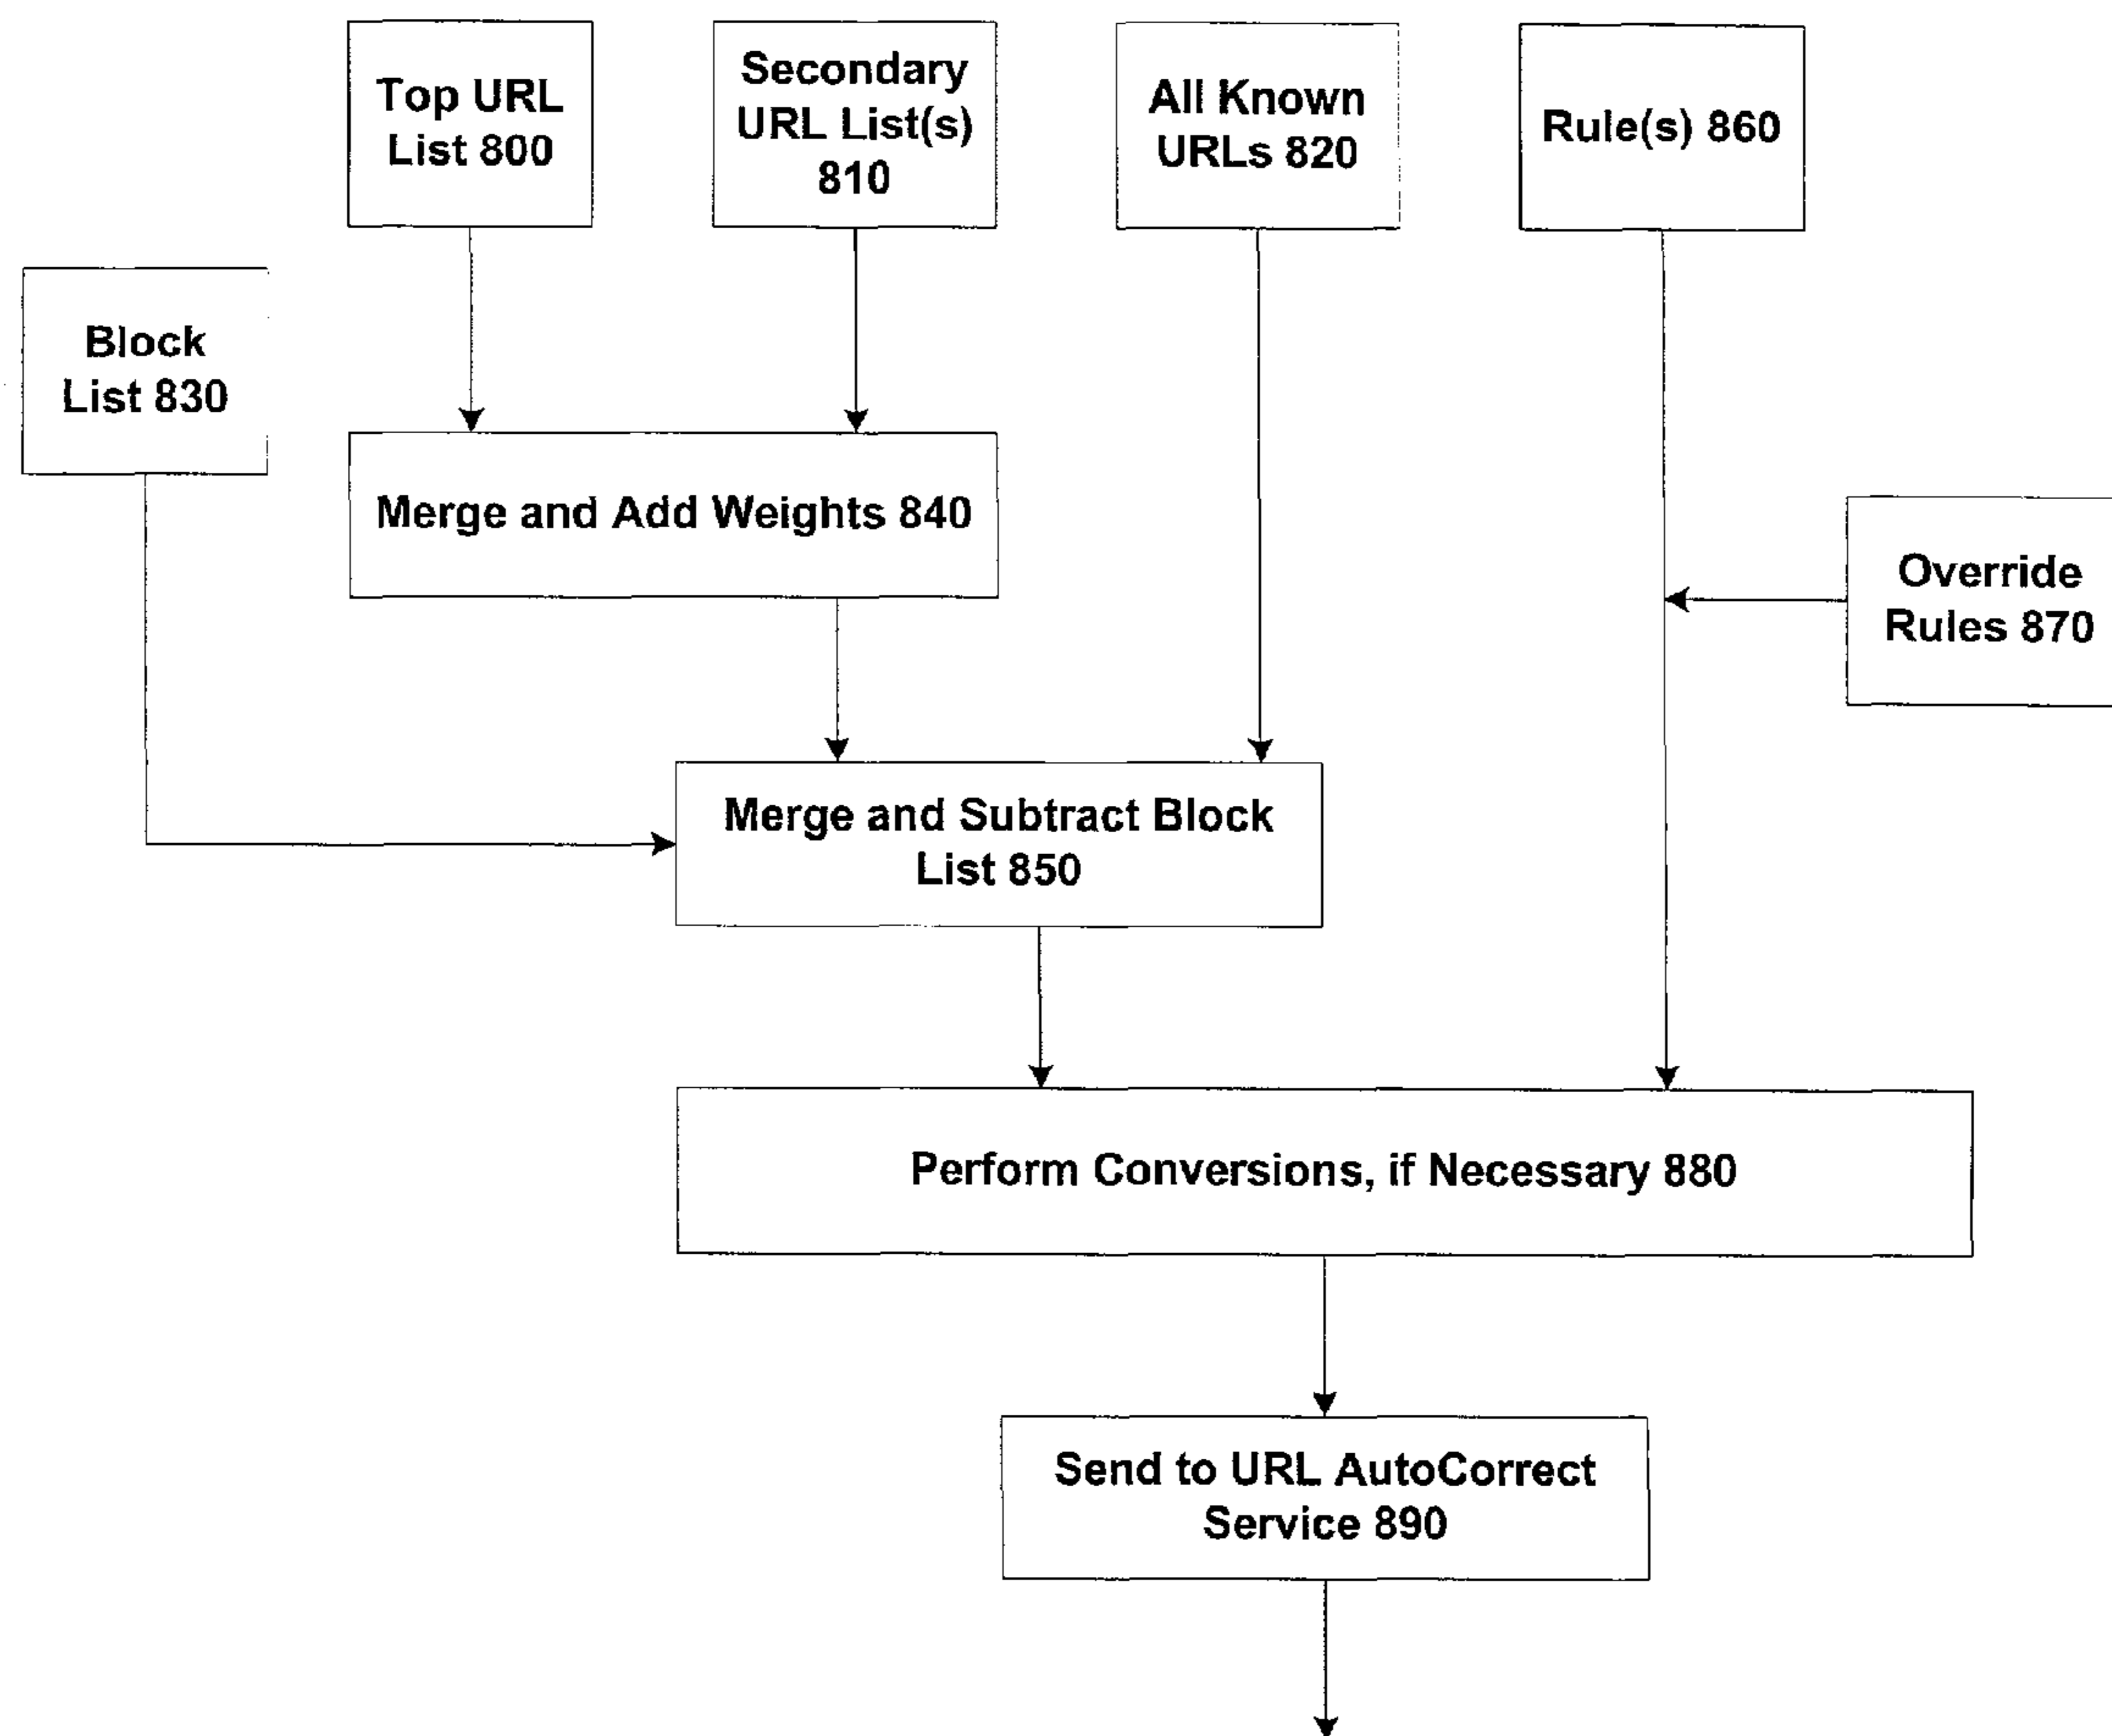 Top URL
List 800
Secondary
URL List(s)
810
All Known
URLs 820
Rule(s) 860
Block
List 830
Merge and Add Weights 840
Override
Rules 870
Merge and Subtract Block
List 850
Perform Conversions, if Necessary 880
Send to URL AutoCorrect
Service 890